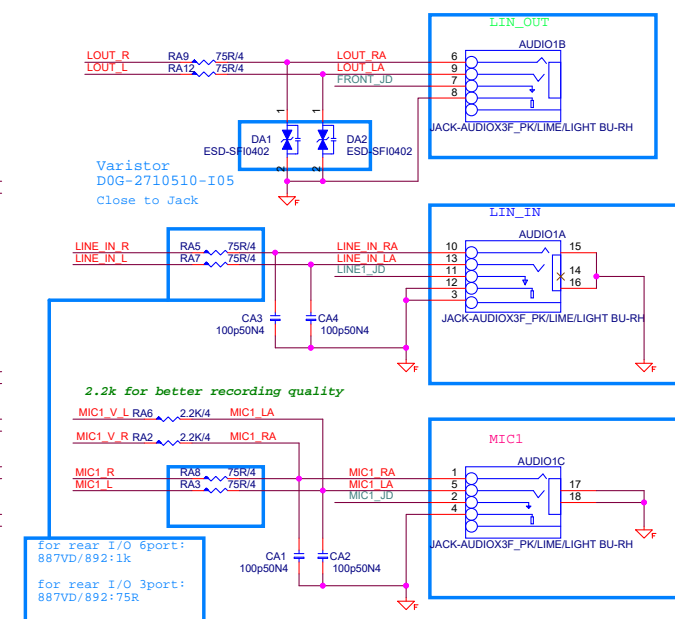 LIN_OUT
AUDIO1B
LOUT_R RA9 75R/4 LOUT_RA 6
LOUT_L RA12 75R/4 LOUT_LA 9
FRONT_JD 7
8
JACK-AUDIOX3F_PK/LIME/LIGHT BU-RH
1 1
DA1 DA2
ESD-SFI0402 ESD-SFI0402
2 2
Varistor
D0G-2710510-I05
Close to Jack
F
LIN_IN
AUDIO1A
LINE_IN_R RA5 75R/4 LINE_IN_RA 10 15
LINE_IN_L RA7 75R/4 LINE_IN_LA 13
LINE1_JD 11 14
12 16
3
CA3 CA4
100p50N4 100p50N4
JACK-AUDIOX3F_PK/LIME/LIGHT BU-RH
F F
2.2k for better recording quality
MIC1_V_L RA6 2.2K/4 MIC1_LA
MIC1_V_R RA2 2.2K/4 MIC1_RA
MIC1
AUDIO1C
MIC1_R RA8 75R/4 MIC1_RA 1
MIC1_L RA3 75R/4 MIC1_LA 5 17
MIC1_JD 2 18
4
JACK-AUDIOX3F_PK/LIME/LIGHT BU-RH
F
CA1 CA2
100p50N4 100p50N4
F
for rear I/O 6port:
887VD/892:1k
for rear I/O 3port:
887VD/892:75R